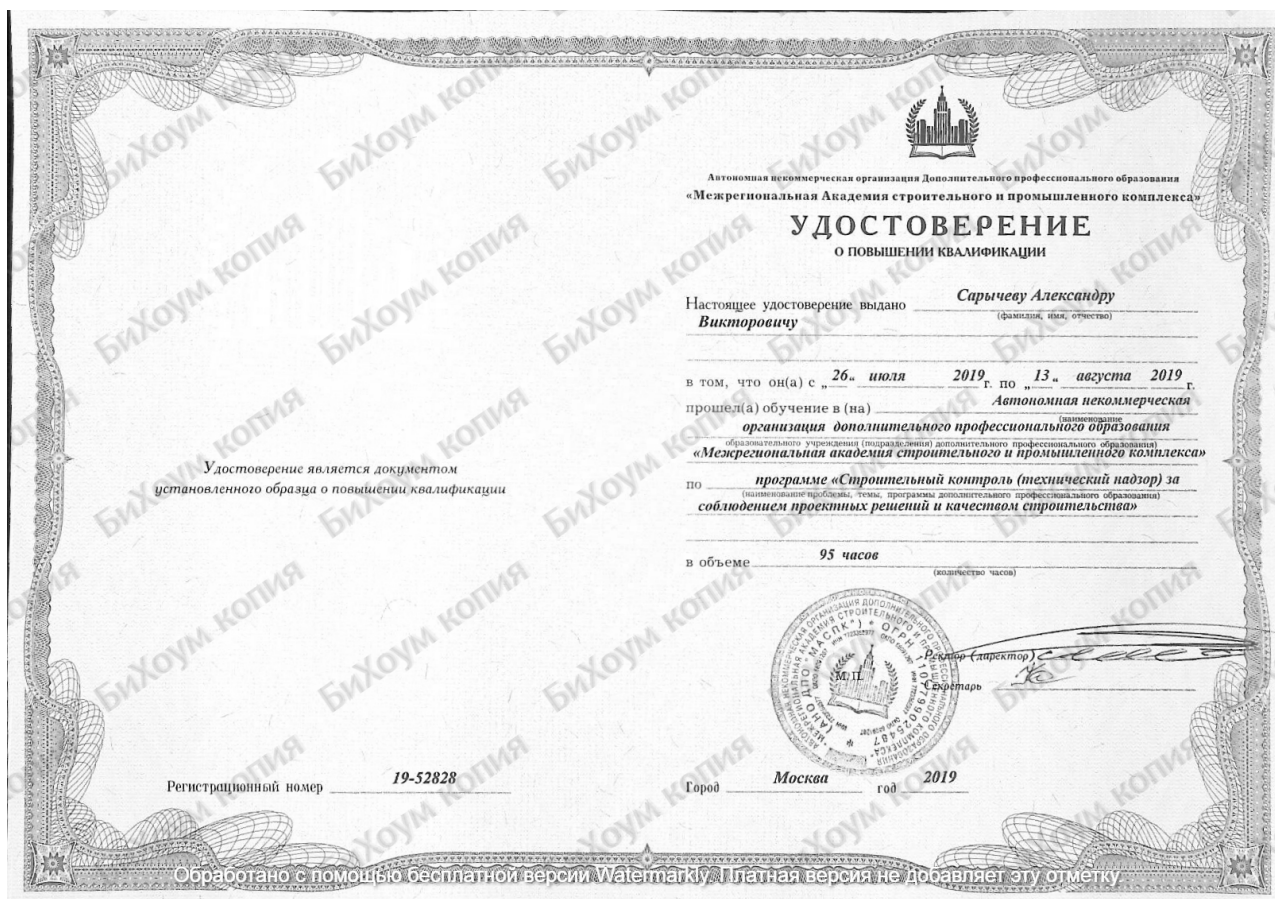 Автономная некоммерческая организация Дополнительного профессионального образования
«Межрегиональная Академия строительного и промышленного комплекса»
УДОСТОВЕРЕНИЕ
О ПОВЫШЕНИИ КВАЛИФИКАЦИИ
Настоящее удостоверение выдано Сарычеву Александру
(фамилия, имя, отчество)
Викторовичу
в том, что он(а) с „ 26 “ июля 2019 г. по „ 13 “ августа 2019 г.
прошел(а) обучение в (на) Автономная некоммерческая
(наименование
организация дополнительного профессионального образования
образовательного учреждения (подразделения) дополнительного профессионального образования)
«Межрегиональная академия строительного и промышленного комплекса»
по программе «Строительный контроль (технический надзор) за
(наименование проблемы, темы, программы дополнительного профессионального образования)
соблюдением проектных решений и качеством строительства»
в объеме 95 часов
(количество часов)
М. П.
Ректор (директор)
Секретарь
Город Москва год 2019
Удостоверение является документом
установленного образца о повышении квалификации
Регистрационный номер 19-52828
БиХоум копия
Обработано с помощью бесплатной версии Watermarkly. Платная версия не добавляет эту отметку.